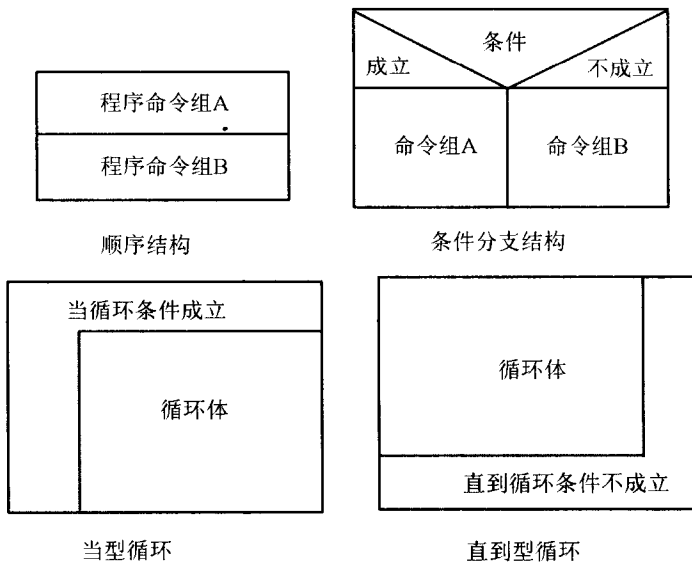 程序命令组A
程序命令组B
顺序结构
条件
成立
不成立
命令组A
命令组B
条件分支结构
当循环条件成立
循环体
当型循环
循环体
直到循环条件不成立
直到型循环